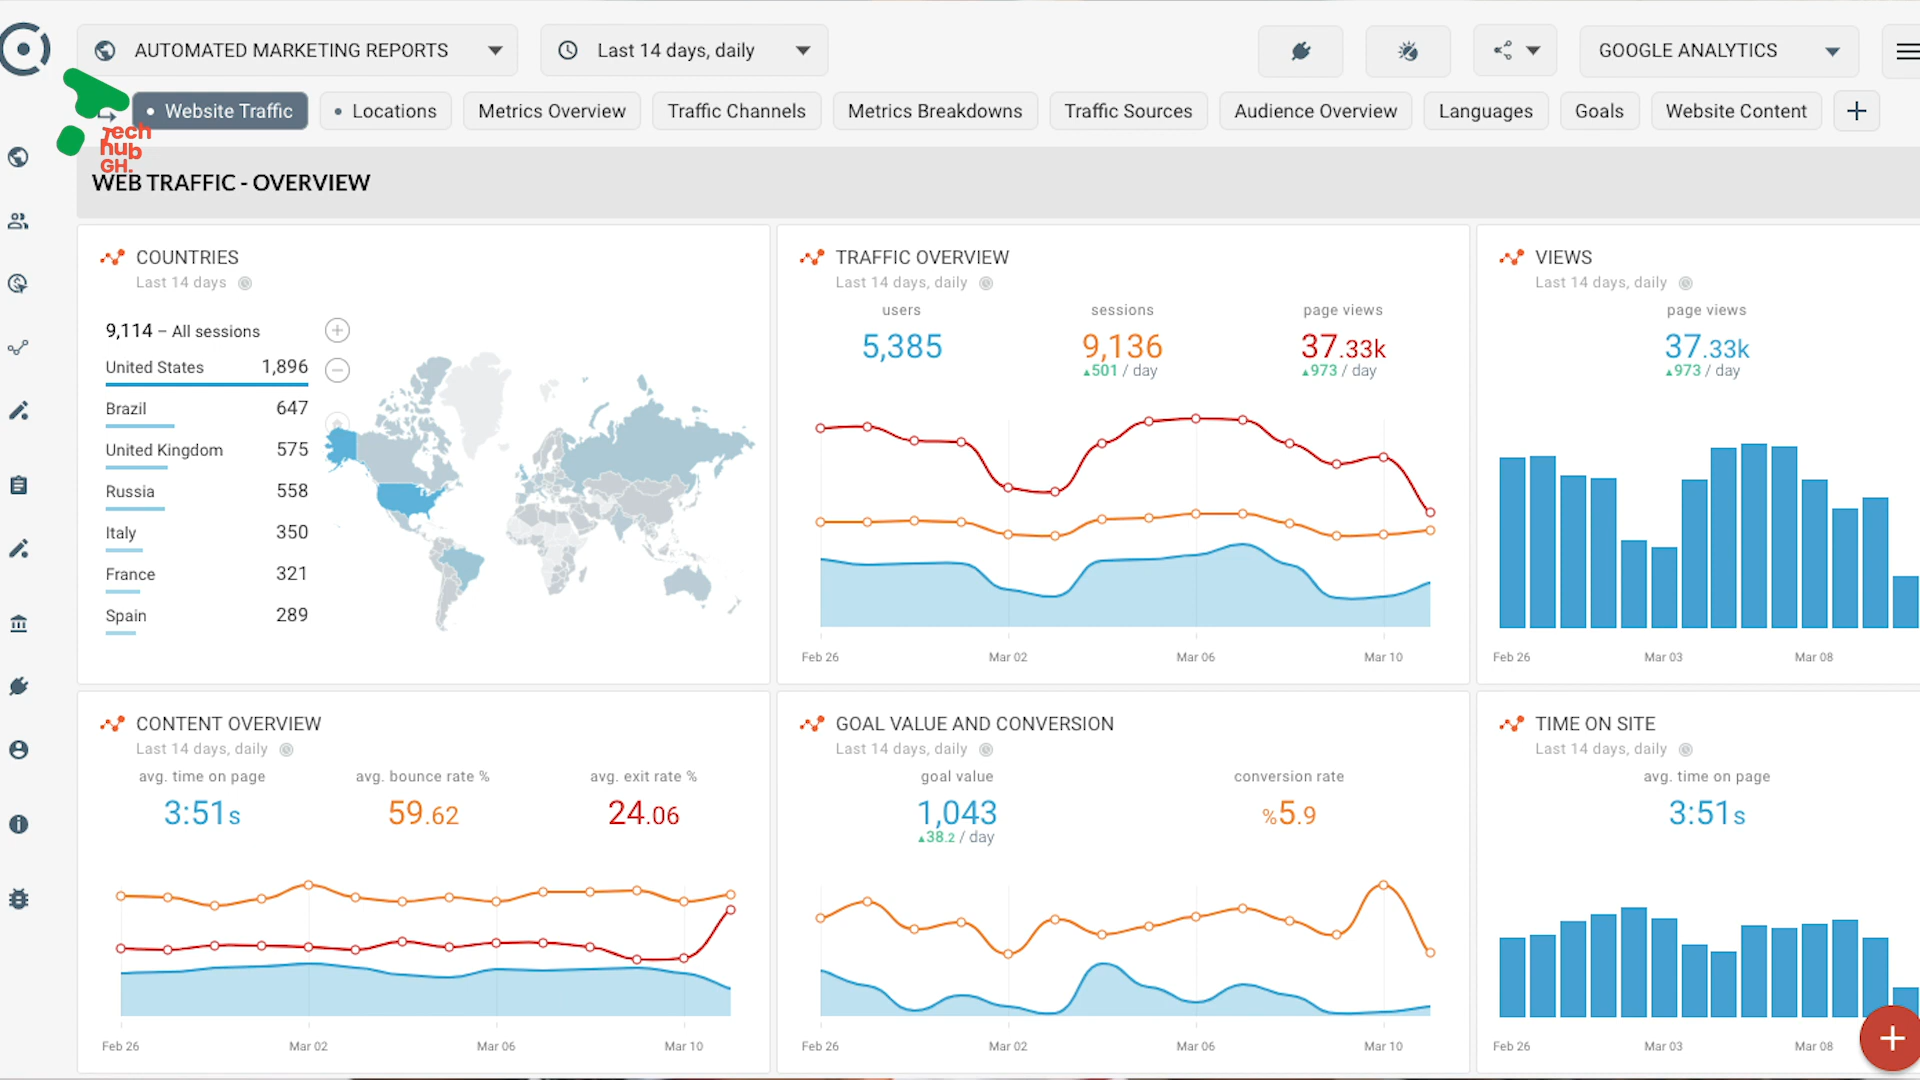 AUTOMATED MARKETING REPORTS
Last 14 days, daily
GOOGLE ANALYTICS
Website Traffic
Locations
Metrics Overview
Traffic Channels
Metrics Breakdowns
Traffic Sources
Audience Overview
Languages
Goals
Website Content
Tech
hub
GH.
WEB TRAFFIC - OVERVIEW
COUNTRIES
Last 14 days
9,114 – All sessions
United States 1,896
Brazil 647
United Kingdom 575
Russia 558
Italy 350
France 321
Spain 289
TRAFFIC OVERVIEW
Last 14 days, daily
users sessions page views
5,385 9,136 37.33k
▲501 / day ▲973 / day
Feb 26 Mar 02 Mar 06 Mar 10
VIEWS
Last 14 days, daily
page views
37.33k
▲973 / day
Feb 26 Mar 03 Mar 08
CONTENT OVERVIEW
Last 14 days, daily
avg. time on page avg. bounce rate % avg. exit rate %
3:51s 59.62 24.06
Feb 26 Mar 02 Mar 06 Mar 10
GOAL VALUE AND CONVERSION
Last 14 days, daily
goal value conversion rate
1,043 %5.9
▲38.2 / day
Feb 26 Mar 02 Mar 06 Mar 10
TIME ON SITE
Last 14 days, daily
avg. time on page
3:51s
Feb 26 Mar 03 Mar 08